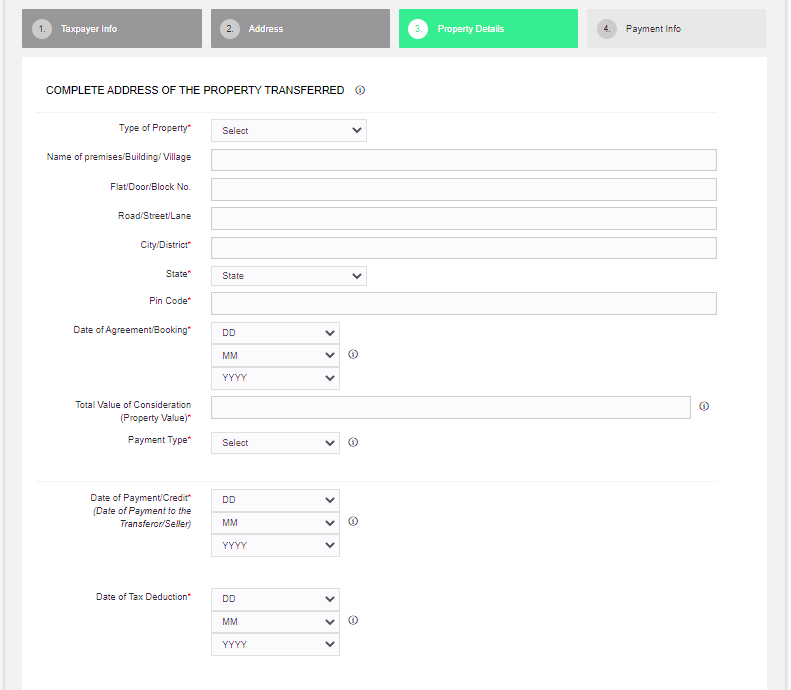 1. Taxpayer Info
2. Address
3. Property Details
4. Payment Info
COMPLETE ADDRESS OF THE PROPERTY TRANSFERRED
Type of Property* Select
Name of premises/Building/ Village
Flat/Door/Block No.
Road/Street/Lane
City/District*
State* State
Pin Code*
Date of Agreement/Booking* DD
MM
YYYY
Total Value of Consideration
(Property Value)*
Payment Type* Select
Date of Payment/Credit* DD
(Date of Payment to the
Transferor/Seller)
MM
YYYY
Date of Tax Deduction* DD
MM
YYYY